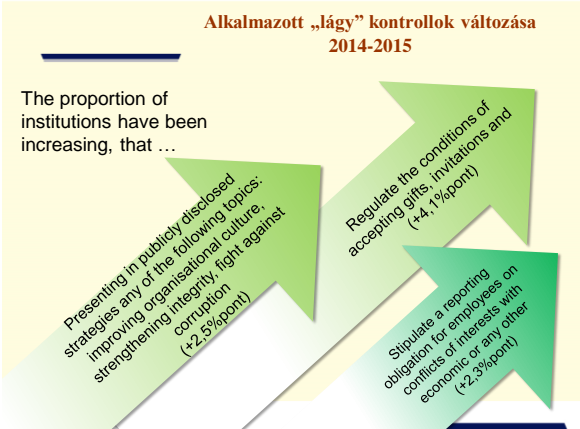 Alkalmazott „lágy” kontrollok változása
2014-2015
The proportion of
institutions have been
increasing, that …
Presenting in publicly disclosed
strategies any of the following topics:
improving organisational culture,
strengthening integrity, fight against
corruption
(+2,5%pont)
Regulate the conditions of
accepting gifts, invitations and
(+4,1%pont)
Stipulate a reporting
obligation for employees on
conflicts of interests with
economic or any other
(+2,3%pont)